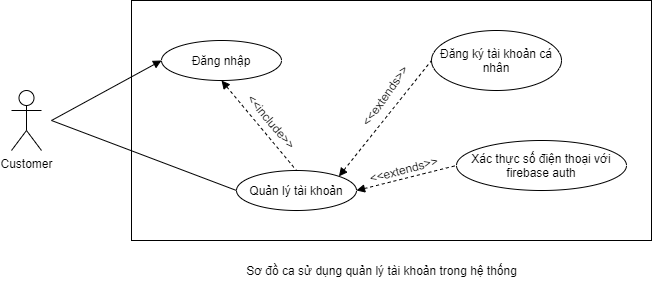 Đăng nhập
Đăng ký tài khoản cá
nhân
<<include>>
<<extends>>
Customer
Quản lý tài khoản
<<extends>>
Xác thực số điện thoại với
firebase auth
Sơ đồ ca sử dụng quản lý tài khoản trong hệ thống